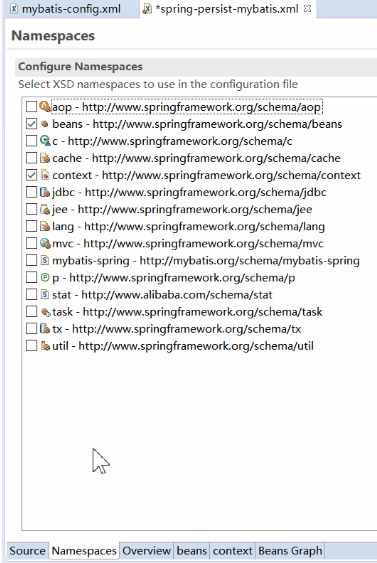 mybatis-config.xml *spring-persist-mybatis.xml
Namespaces
Configure Namespaces
Select XSD namespaces to use in the configuration file
aop - http://www.springframework.org/schema/aop
beans - http://www.springframework.org/schema/beans
c - http://www.springframework.org/schema/c
cache - http://www.springframework.org/schema/cache
context - http://www.springframework.org/schema/context
jdbc - http://www.springframework.org/schema/jdbc
jee - http://www.springframework.org/schema/jee
lang - http://www.springframework.org/schema/lang
mvc - http://www.springframework.org/schema/mvc
mybatis-spring - http://mybatis.org/schema/mybatis-spring
p - http://www.springframework.org/schema/p
stat - http://www.alibaba.com/schema/stat
task - http://www.springframework.org/schema/task
tx - http://www.springframework.org/schema/tx
util - http://www.springframework.org/schema/util
Source Namespaces Overview beans context Beans Graph